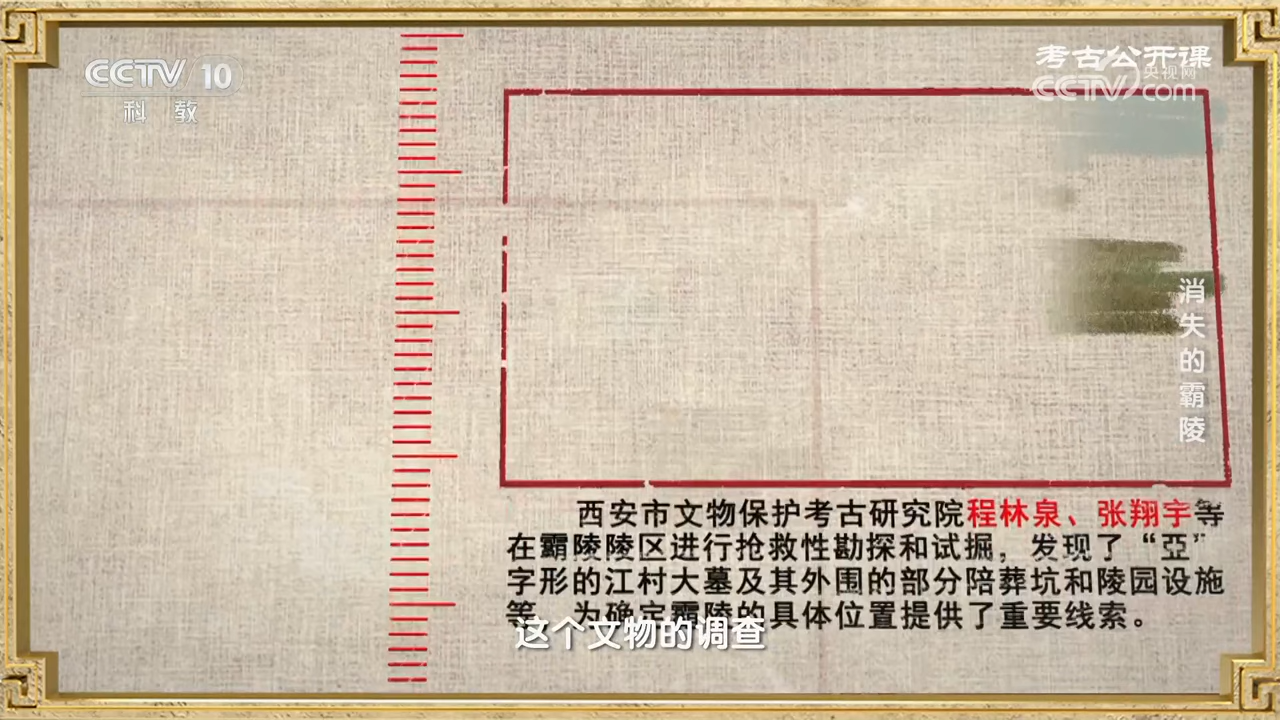 CCTV 10
科教
考古公开课
央视网
CCTV.com
消失的霸陵
西安市文物保护考古研究院程林泉、张翔宇等
在霸陵陵区进行抢救性勘探和试掘，发现了“亞”
字形的江村大墓及其外围的部分陪葬坑和陵园设施
等，为确定霸陵的具体位置提供了重要线索。
这个文物的调查